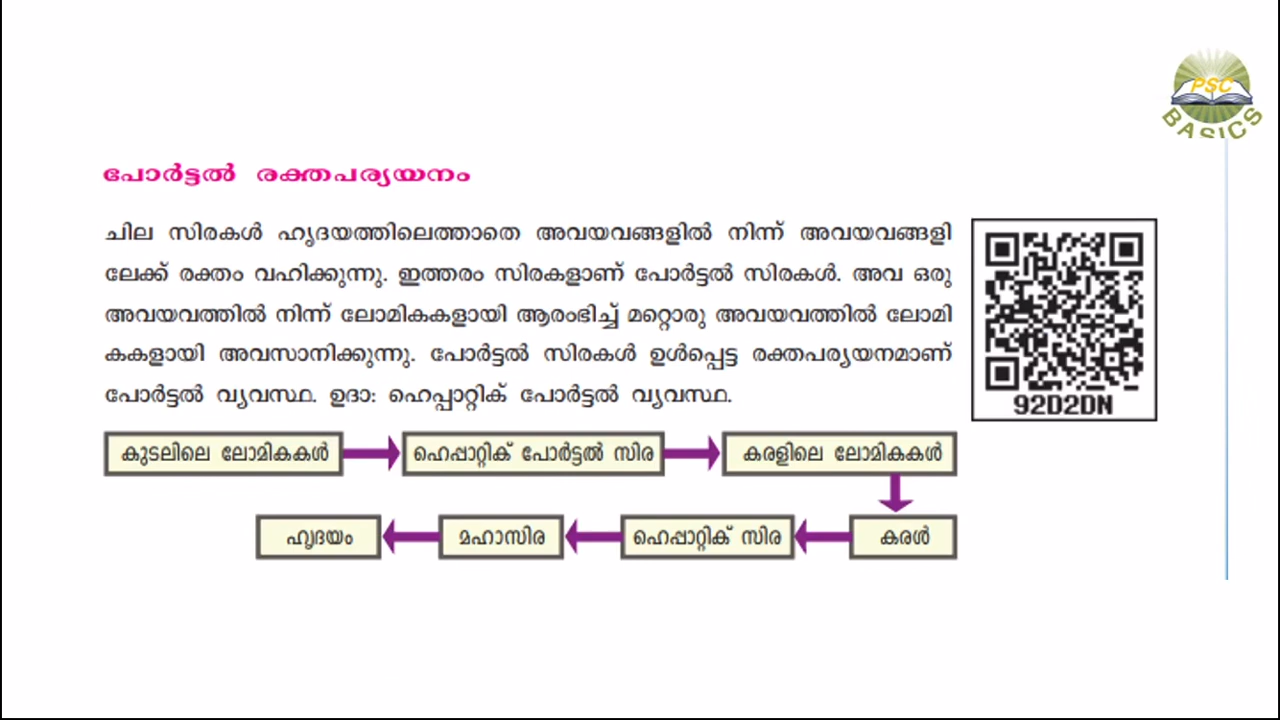 PSC
BASICS
പോർട്ടൽ രക്തപര്യയനം
ചില സിരകൾ ഹൃദയത്തിലെത്താതെ അവയവങ്ങളിൽ നിന്ന് അവയവങ്ങളി
ലേക്ക് രക്തം വഹിക്കുന്നു. ഇത്തരം സിരകളാണ് പോർട്ടൽ സിരകൾ. അവ ഒരു
അവയവത്തിൽ നിന്ന് ലോമികകളായി ആരംഭിച്ച് മറ്റൊരു അവയവത്തിൽ ലോമി
കകളായി അവസാനിക്കുന്നു. പോർട്ടൽ സിരകൾ ഉൾപ്പെട്ട രക്തപര്യയനമാണ്
പോർട്ടൽ വ്യവസ്ഥ. ഉദാ: ഹെപ്പാറ്റിക് പോർട്ടൽ വ്യവസ്ഥ.
92D2DN
കുടലിലെ ലോമികകൾ
ഹെപ്പാറ്റിക് പോർട്ടൽ സിര
കരളിലെ ലോമികകൾ
ഹൃദയം
മഹാസിര
ഹെപ്പാറ്റിക് സിര
കരൾ